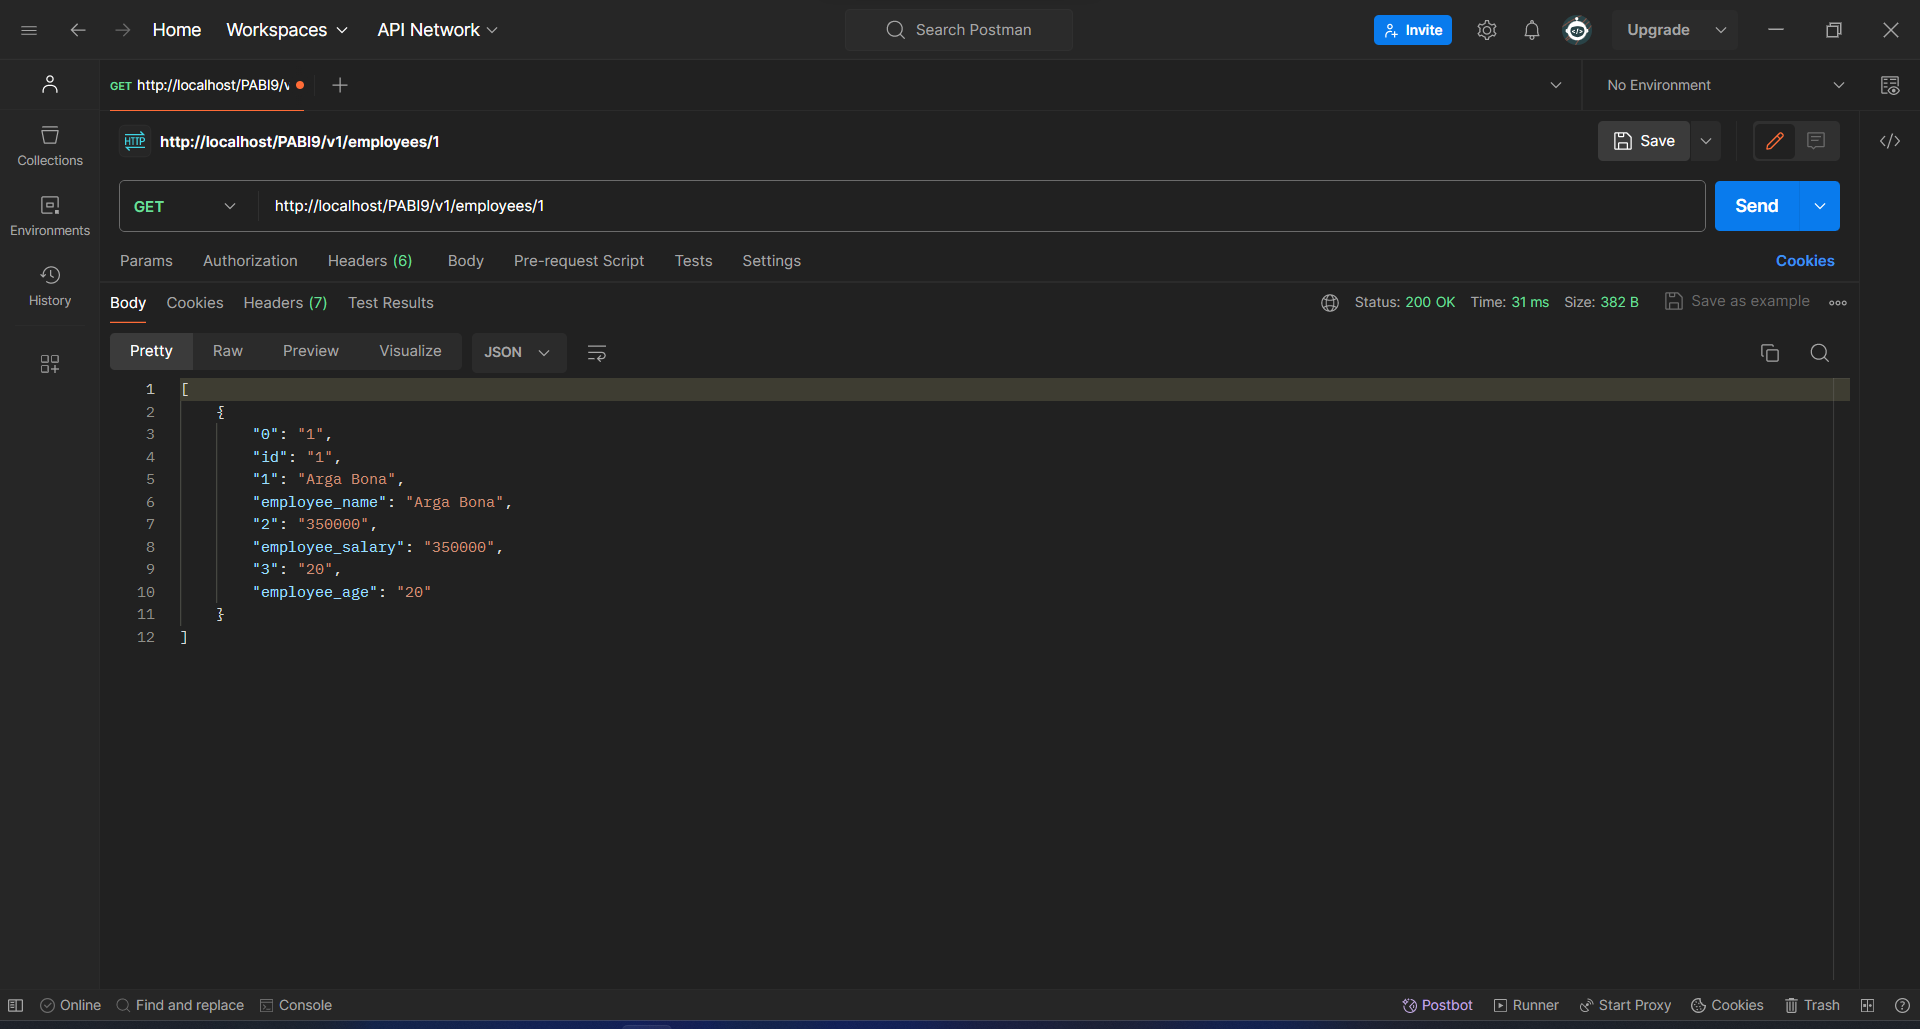 Home Workspaces API Network Search Postman Invite Upgrade
GET http://localhost/PABI9/v No Environment
HTTP http://localhost/PABI9/v1/employees/1 Save
Collections
GET http://localhost/PABI9/v1/employees/1 Send
Environments
Params Authorization Headers (6) Body Pre-request Script Tests Settings Cookies
History
Body Cookies Headers (7) Test Results Status: 200 OK Time: 31 ms Size: 382 B Save as example
Pretty Raw Preview Visualize JSON
1 [
2 {
3 "0": "1",
4 "id": "1",
5 "1": "Arga Bona",
6 "employee_name": "Arga Bona",
7 "2": "350000",
8 "employee_salary": "350000",
9 "3": "20",
10 "employee_age": "20"
11 }
12 ]
Online Find and replace Console Postbot Runner Start Proxy Cookies Trash